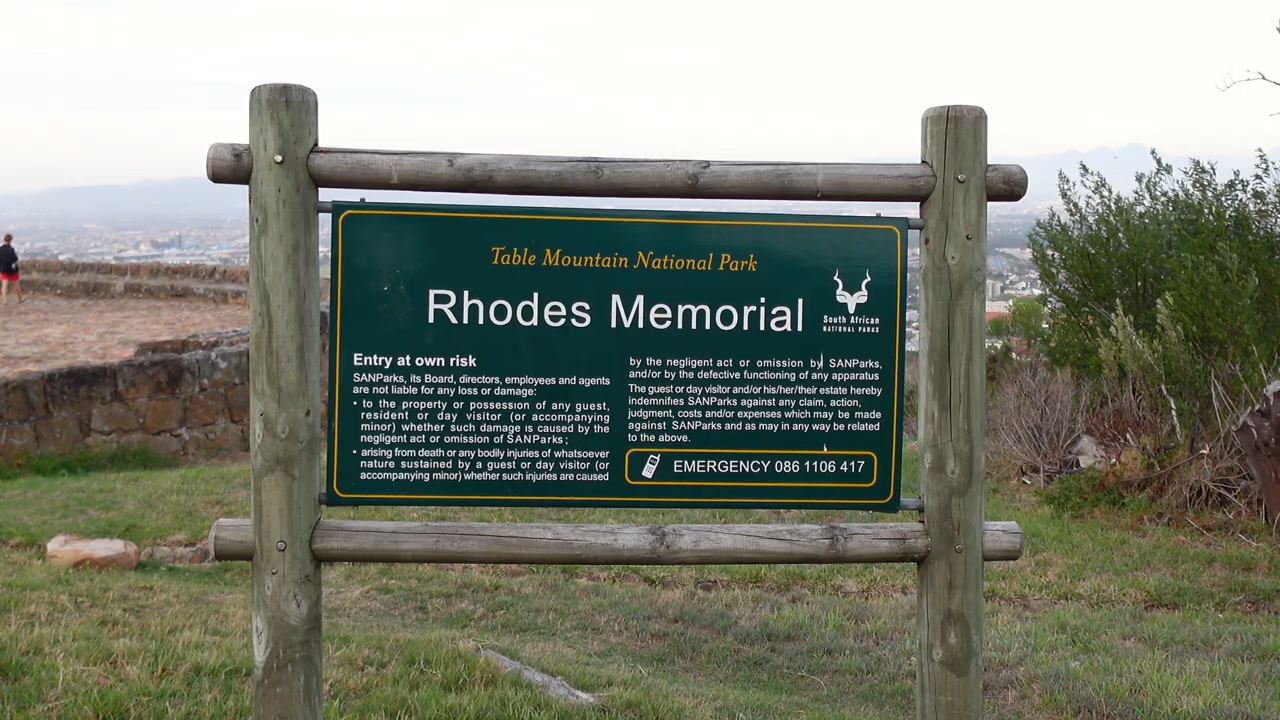 Table Mountain National Park
Rhodes Memorial
South African
NATIONAL PARKS
Entry at own risk
SANParks, its Board, directors, employees and agents
are not liable for any loss or damage:
• to the property or possession of any guest,
resident or day visitor (or accompanying
minor) whether such damage is caused by the
negligent act or omission of SANParks;
• arising from death or any bodily injuries of whatsoever
nature sustained by a guest or day visitor (or
accompanying minor) whether such injuries are caused
by the negligent act or omission by SANParks,
and/or by the defective functioning of any apparatus
The guest or day visitor and/or his/her/their estate hereby
indemnifies SANParks against any claim, action,
judgment, costs and/or expenses which may be made
against SANParks and as may in any way be related
to the above.
EMERGENCY 086 1106 417